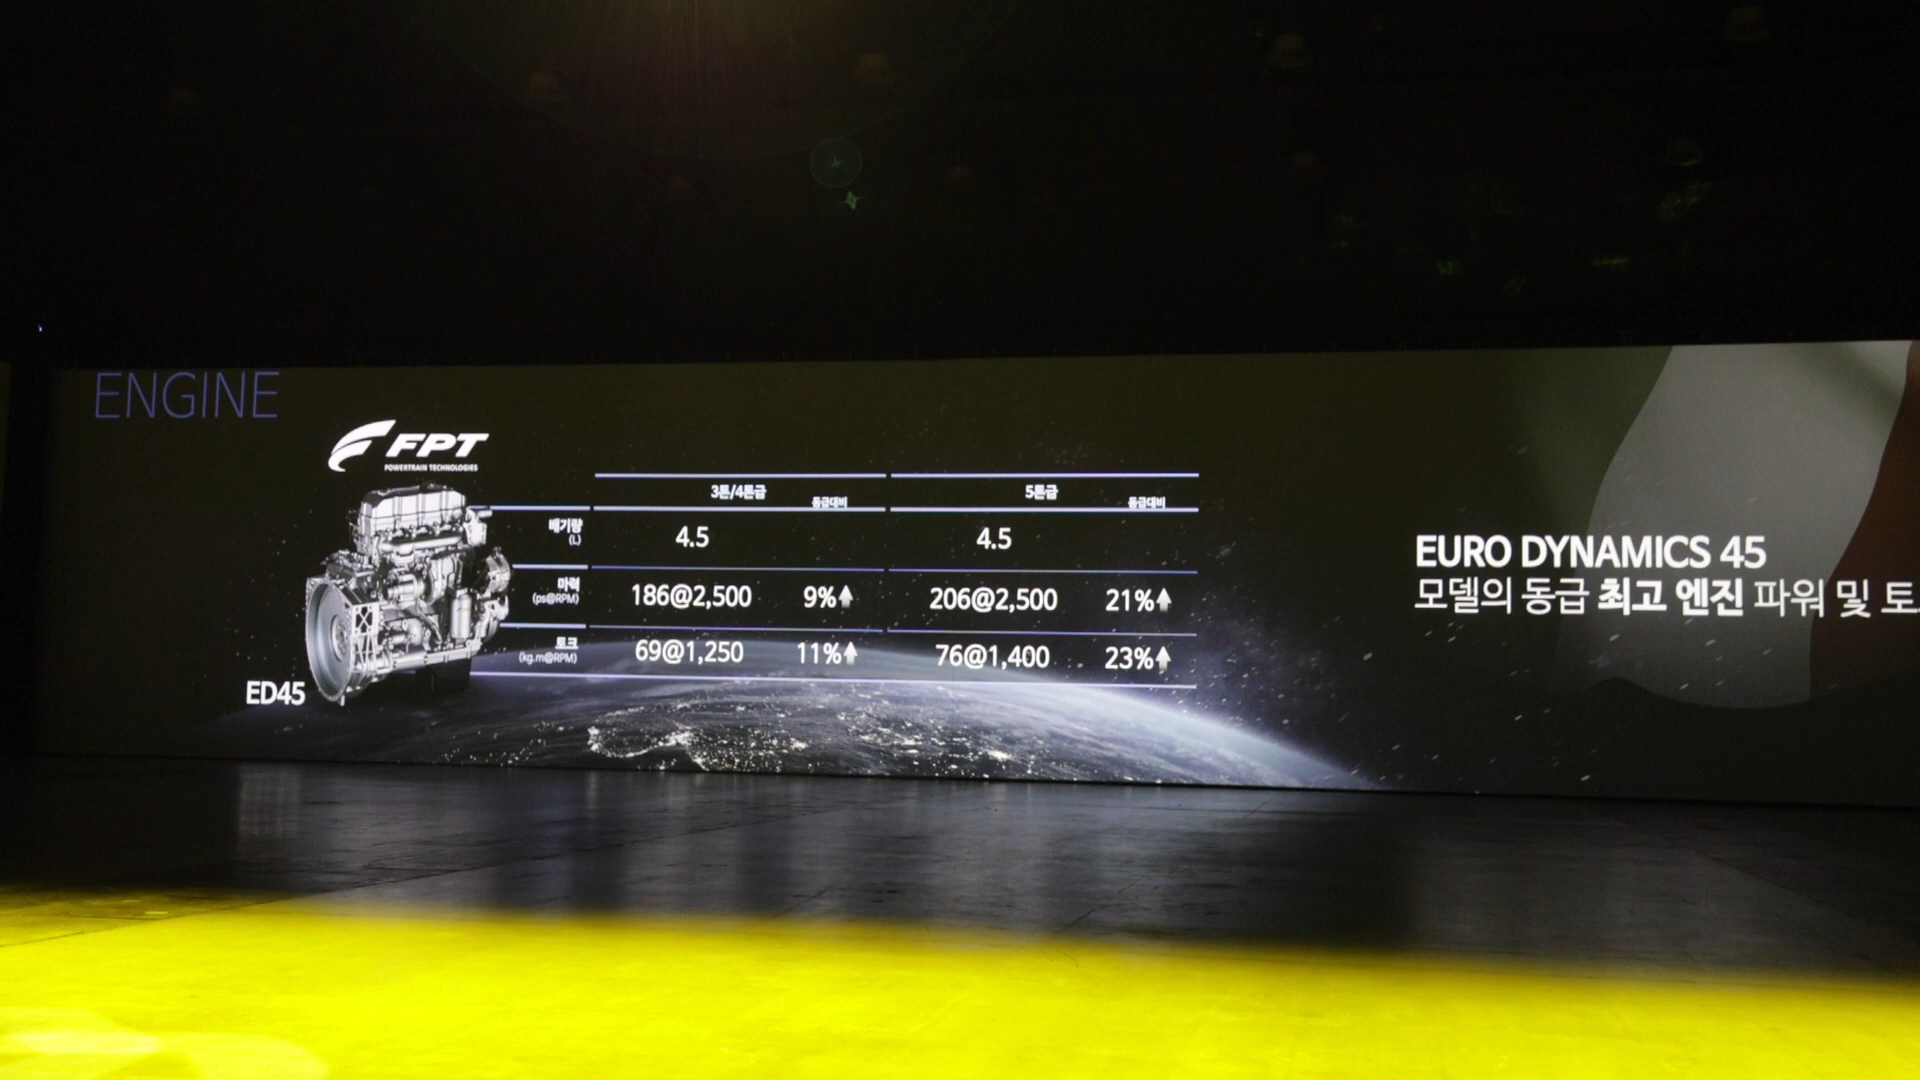 ENGINE
FPT
POWERTRAIN TECHNOLOGIES
ED45
3톤/4톤급 동급대비 5톤급 동급대비
배기량 4.5 4.5
(L)
마력 186@2,500 9% 206@2,500 21%
(ps@RPM)
토크 69@1,250 11% 76@1,400 23%
(kg.m@RPM)
EURO DYNAMICS 45
모델의 동급 최고 엔진 파워 및 토